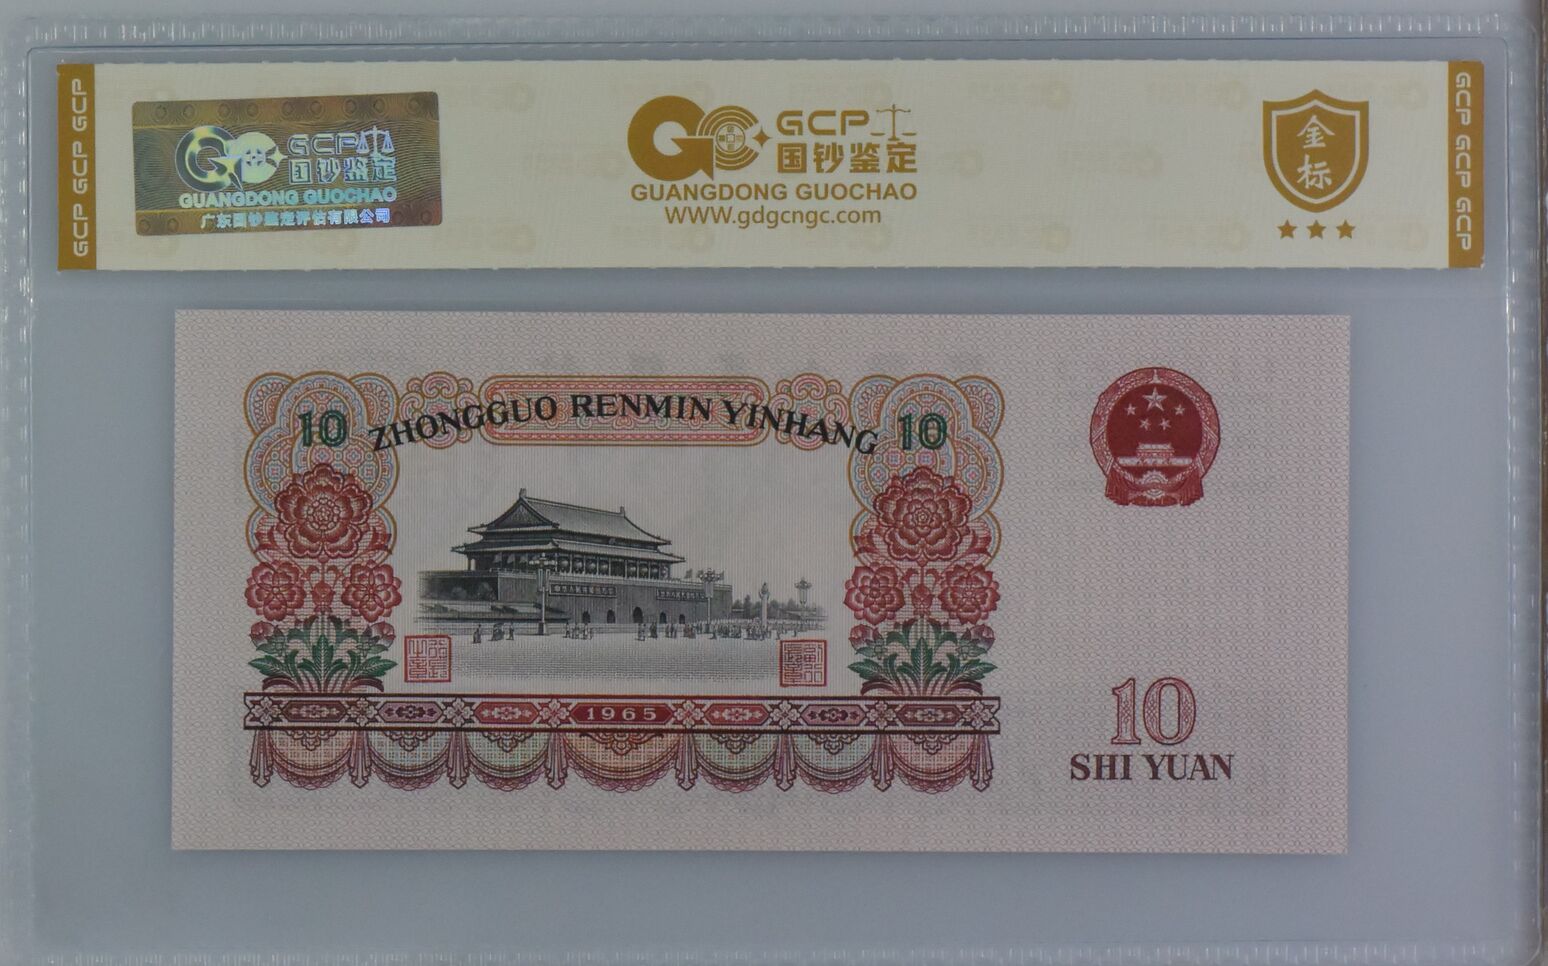 GCP GCP GCP
GCP
国钞鉴定
GUANGDONG GUOCHAO
广东国钞鉴定评估有限公司
GCP
国钞鉴定
GUANGDONG GUOCHAO
WWW.gdgcngc.com
金标
GCP GCP GCP
10
ZHONGGUO RENMIN YINHANG
10
1965
10
SHI YUAN